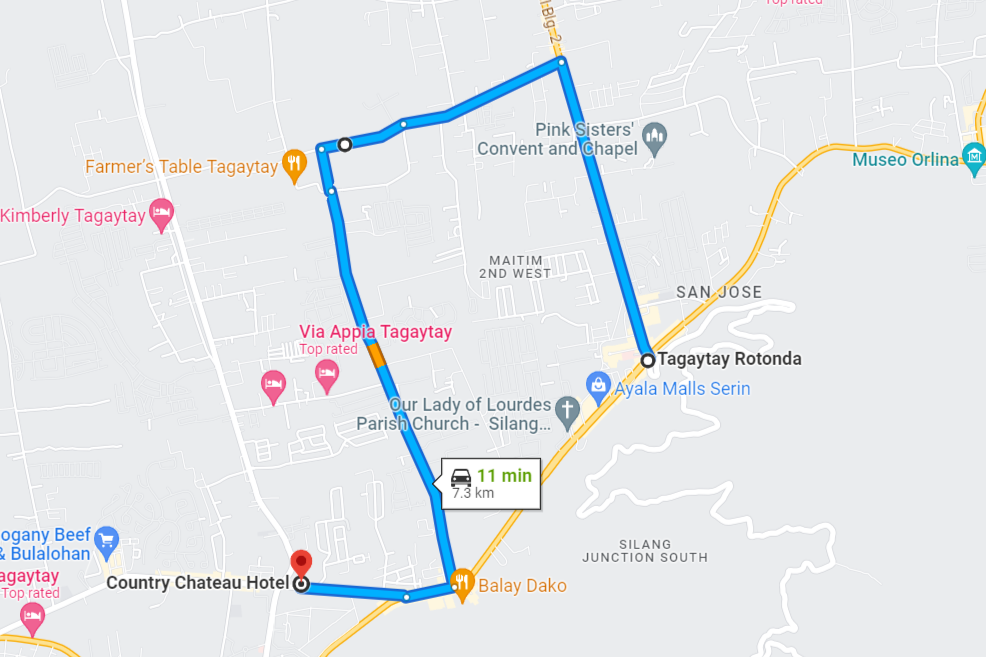 Top rated
Blg. 2
Pink Sisters'
Convent and Chapel
Museo Orlina
Farmer's Table Tagaytay
Kimberly Tagaytay
MAITIM
2ND WEST
SAN JOSE
Via Appia Tagaytay
Top rated
Tagaytay Rotonda
Ayala Malls Serin
Our Lady of Lourdes
Parish Church - Silang...
11 min
7.3 km
SILANG
JUNCTION SOUTH
ogany Beef
& Bulalohan
agaytay
Top rated
Country Chateau Hotel
Balay Dako